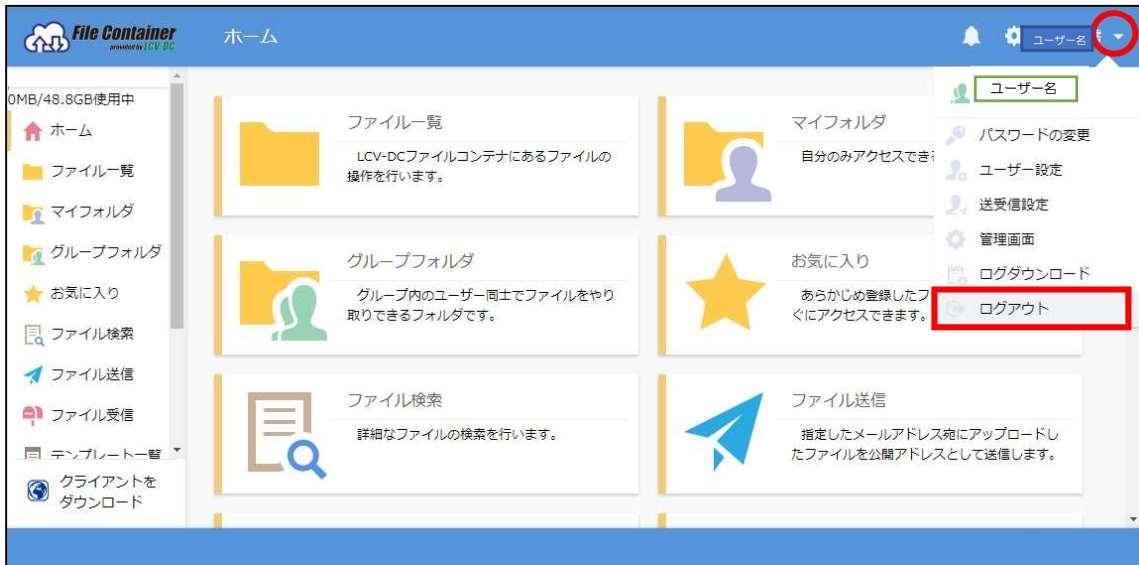 File Container
provided by LCV-DC
ホーム
ユーザー名
0MB/48.8GB使用中
ホーム
ファイル一覧
マイフォルダ
グループフォルダ
お気に入り
ファイル検索
ファイル送信
ファイル受信
テンプレート一覧
クライアントを
ダウンロード
ファイル一覧
LCV-DCファイルコンテナにあるファイルの
操作を行います。
マイフォルダ
自分のみアクセスでき
グループフォルダ
グループ内のユーザー同士でファイルをやり
取りできるフォルダです。
お気に入り
あらかじめ登録したフ
ぐにアクセスできます。
ファイル検索
詳細なファイルの検索を行います。
ファイル送信
指定したメールアドレス宛にアップロードし
たファイルを公開アドレスとして送信します。
ユーザー名
パスワードの変更
ユーザー設定
送受信設定
管理画面
ログダウンロード
ログアウト